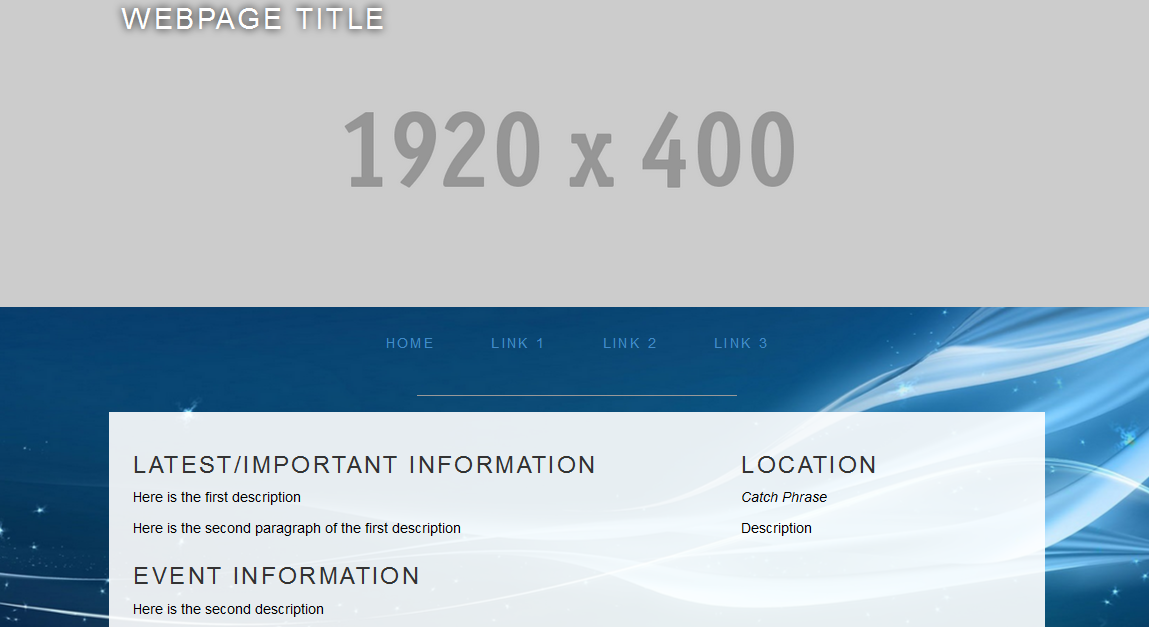 WEBPAGE TITLE
1920 x 400
HOME LINK 1 LINK 2 LINK 3
LATEST/IMPORTANT INFORMATION
Here is the first description
Here is the second paragraph of the first description
EVENT INFORMATION
Here is the second description
LOCATION
Catch Phrase
Description